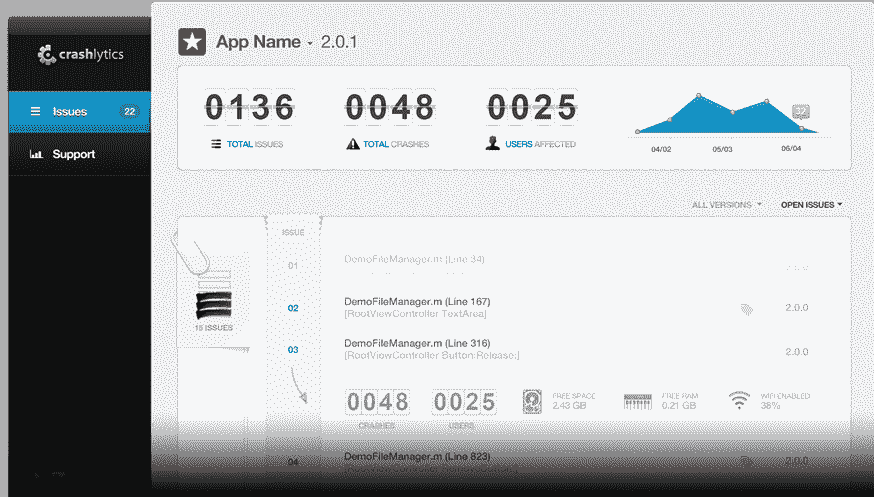 crashlytics
Issues 22
Support
App Name - 2.0.1
0136
TOTAL ISSUES
0048
TOTAL CRASHES
0025
USERS AFFECTED
32
04/02 05/03 06/04
ALL VERSIONS OPEN ISSUES
ISSUE
15 ISSUES
01 DemoFileManager.m (Line 34)
02 DemoFileManager.m (Line 167) 2.0.0
[RootViewController TextArea]
03 DemoFileManager.m (Line 316)
[RootViewController Button:Release:] 2.0.0
0048
CRASHES
0025
USERS
FREE SPACE
2.43 GB
FREE RAM
0.21 GB
WIFI ENABLED
38%
04 DemoFileManager.m (Line 823) 2.0.0